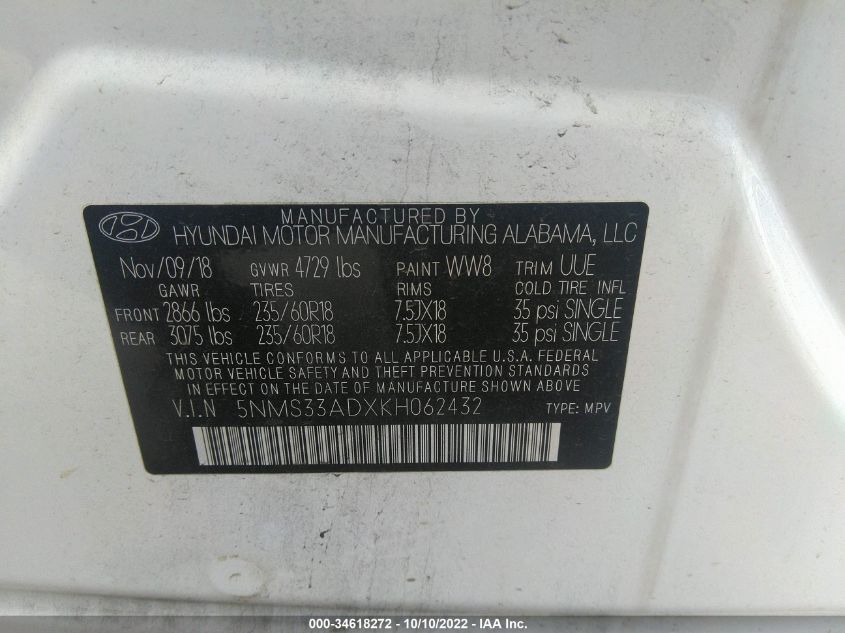 MANUFACTURED BY
HYUNDAI MOTOR MANUFACTURING ALABAMA, LLC
Nov/09/18 GVWR 4729 lbs PAINT WW8 TRIM UUE
GAWR TIRES RIMS COLD TIRE INFL
FRONT 2866 lbs 235/60R18 7.5JX18 35 psi SINGLE
REAR 3075 lbs 235/60R18 7.5JX18 35 psi SINGLE
THIS VEHICLE CONFORMS TO ALL APPLICABLE U.S.A. FEDERAL
MOTOR VEHICLE SAFETY AND THEFT PREVENTION STANDARDS
IN EFFECT ON THE DATE OF MANUFACTURE SHOWN ABOVE
V.I.N 5NMS33ADXKH062432 TYPE: MPV
000-34618272 - 10/10/2022 - IAA Inc.